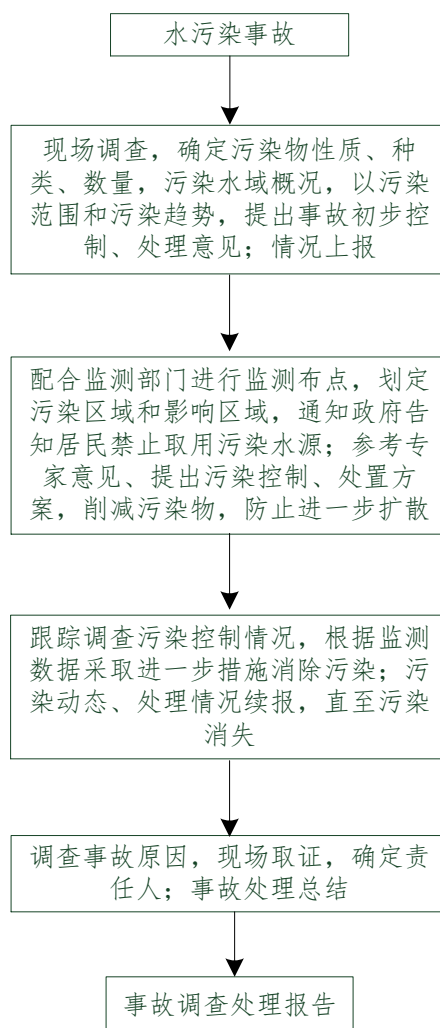 水污染事故
现场调查，确定污染物性质、种
类、数量，污染水域概况，以污染
范围和污染趋势，提出事故初步控
制、处理意见；情况上报
配合监测部门进行监测布点，划定
污染区域和影响区域，通知政府告
知居民禁止取用污染水源；参考专
家意见、提出污染控制、处置方
案，削减污染物，防止进一步扩散
跟踪调查污染控制情况，根据监测
数据采取进一步措施消除污染；污
染动态、处理情况续报，直至污染
消失
调查事故原因，现场取证，确定责
任人；事故处理总结
事故调查处理报告